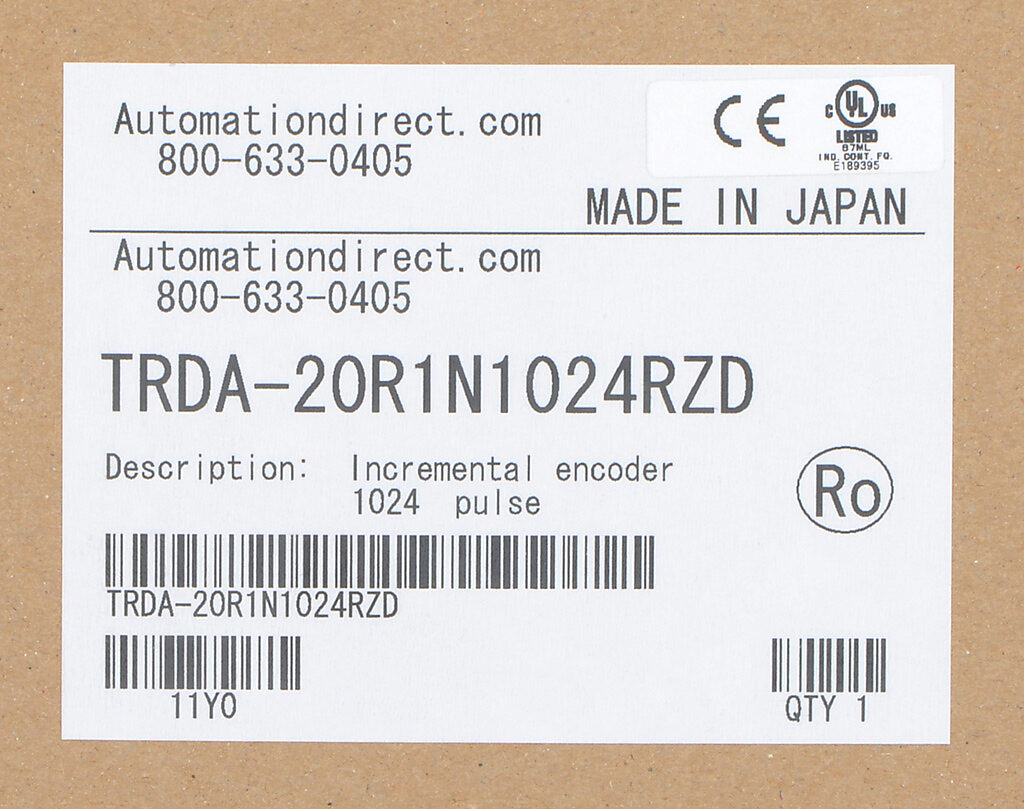 Automationdirect.com
800-633-0405
CE
c UL US
LISTED
87ML
IND. CONT. FQ.
E189395
MADE IN JAPAN
Automationdirect.com
800-633-0405
TRDA-20R1N1024RZD
Description: Incremental encoder
1024 pulse
Ro
TRDA-20R1N1024RZD
11Y0
QTY 1